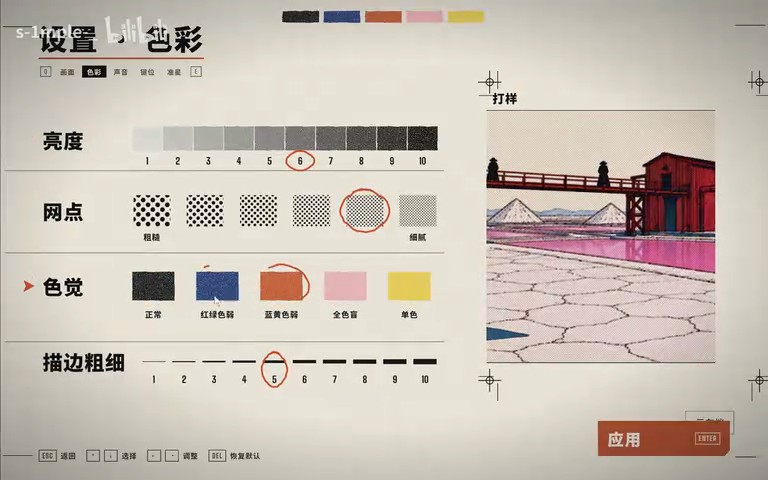 s-1mple- bilibili
设置·色彩
Q 画面 色彩 声音 键位 准星 E
打样
亮度
1 2 3 4 5 6 7 8 9 10
网点
粗糙 细腻
色觉
正常 红绿色弱 蓝黄色弱 全色盲 单色
描边粗细
1 2 3 4 5 6 7 8 9 10
应用 ENTER
ESC 返回 ↑ ↓ 选择 ← → 调整 DEL 恢复默认